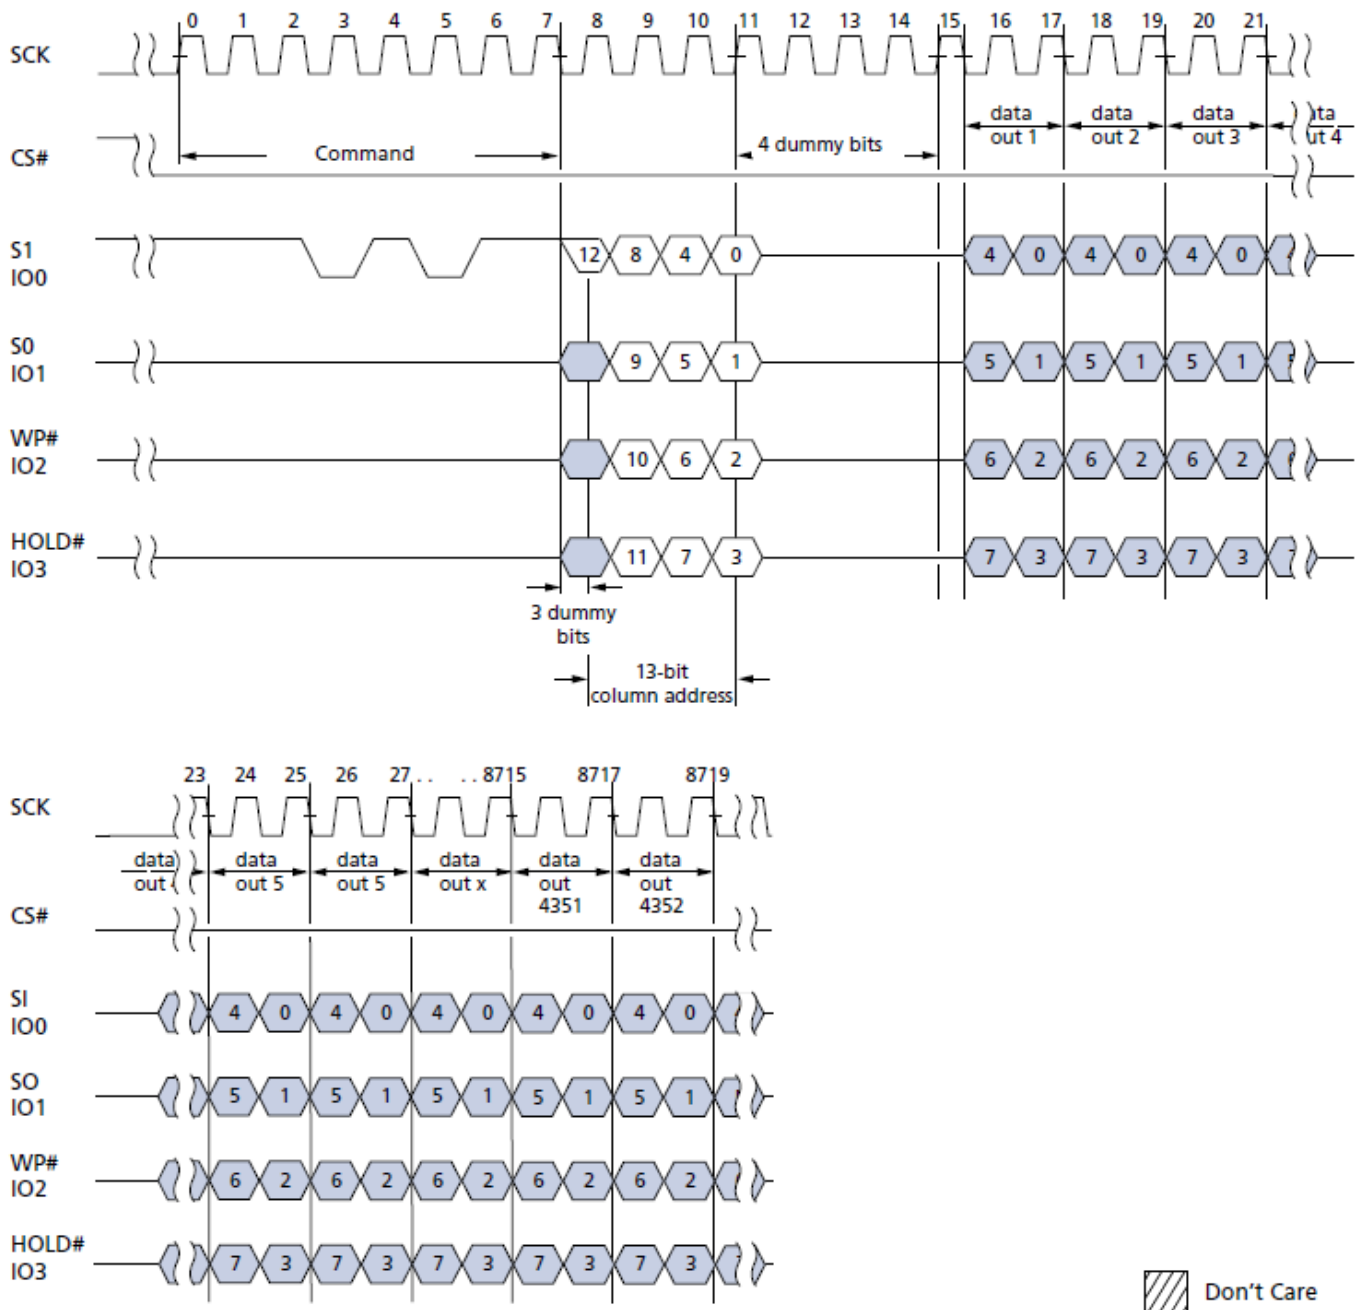 0 1 2 3 4 5 6 7 8 9 10 11 12 13 14 15 16 17 18 19 20 21
SCK
data out 1
data out 2
data out 3
ata ut 4
CS#
Command
4 dummy bits
S1
IO0
12 8 4 0 4 0 4 0 4 0
S0
IO1
9 5 1 5 1 5 1 5 1
WP#
IO2
10 6 2 6 2 6 2 6 2
HOLD#
IO3
11 7 3 7 3 7 3 7 3
3 dummy
bits
13-bit
column address
23 24 25 26 27 . . . . 8715 8717 8719
SCK
data out
data out 5
data out 5
data out x
data out 4351
data out 4352
CS#
SI
IO0
4 0 4 0 4 0 4 0 4 0
SO
IO1
5 1 5 1 5 1 5 1 5 1
WP#
IO2
6 2 6 2 6 2 6 2 6 2
HOLD#
IO3
7 3 7 3 7 3 7 3 7 3
Don't Care